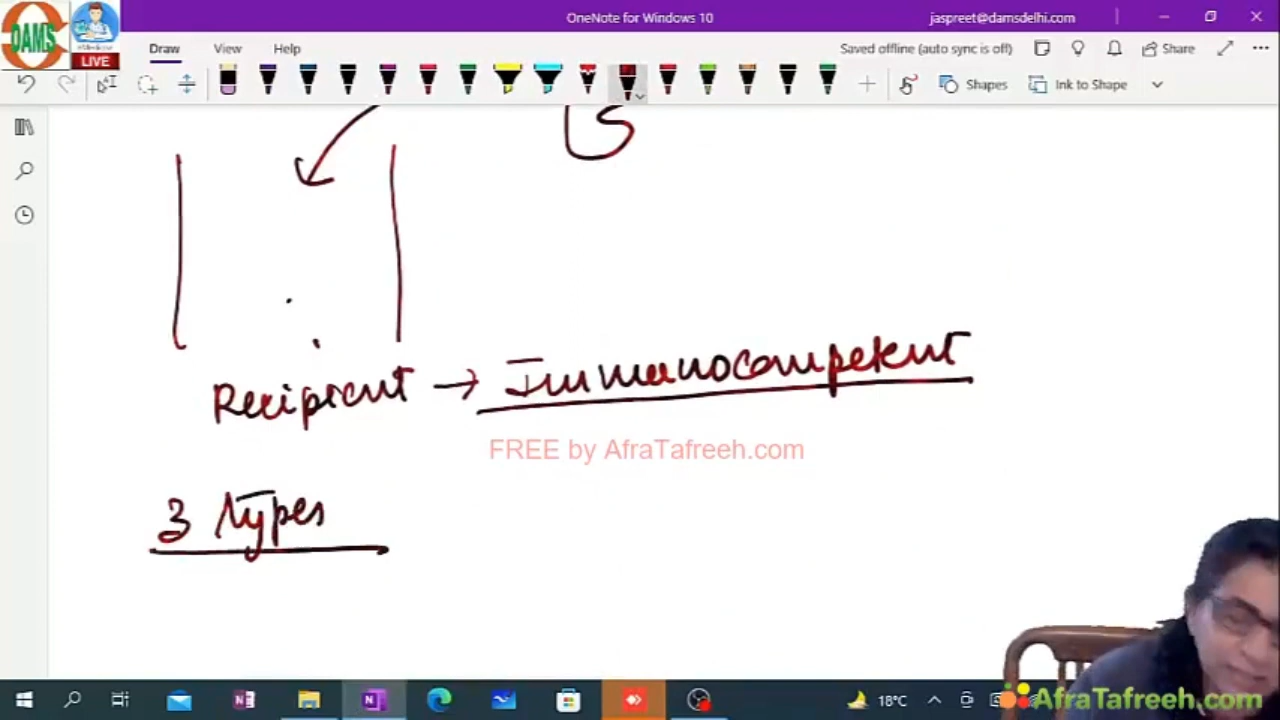 OneNote for Windows 10
jaspreet@damsdelhi.com
DAMS
eMedicoz
LIVE
Draw View Help
Saved offline (auto sync is off)
Share
Shapes
Ink to Shape
Recipient → Immunocompetent
FREE by AfraTafreeh.com
3 types
18°C
AfraTafreeh.com